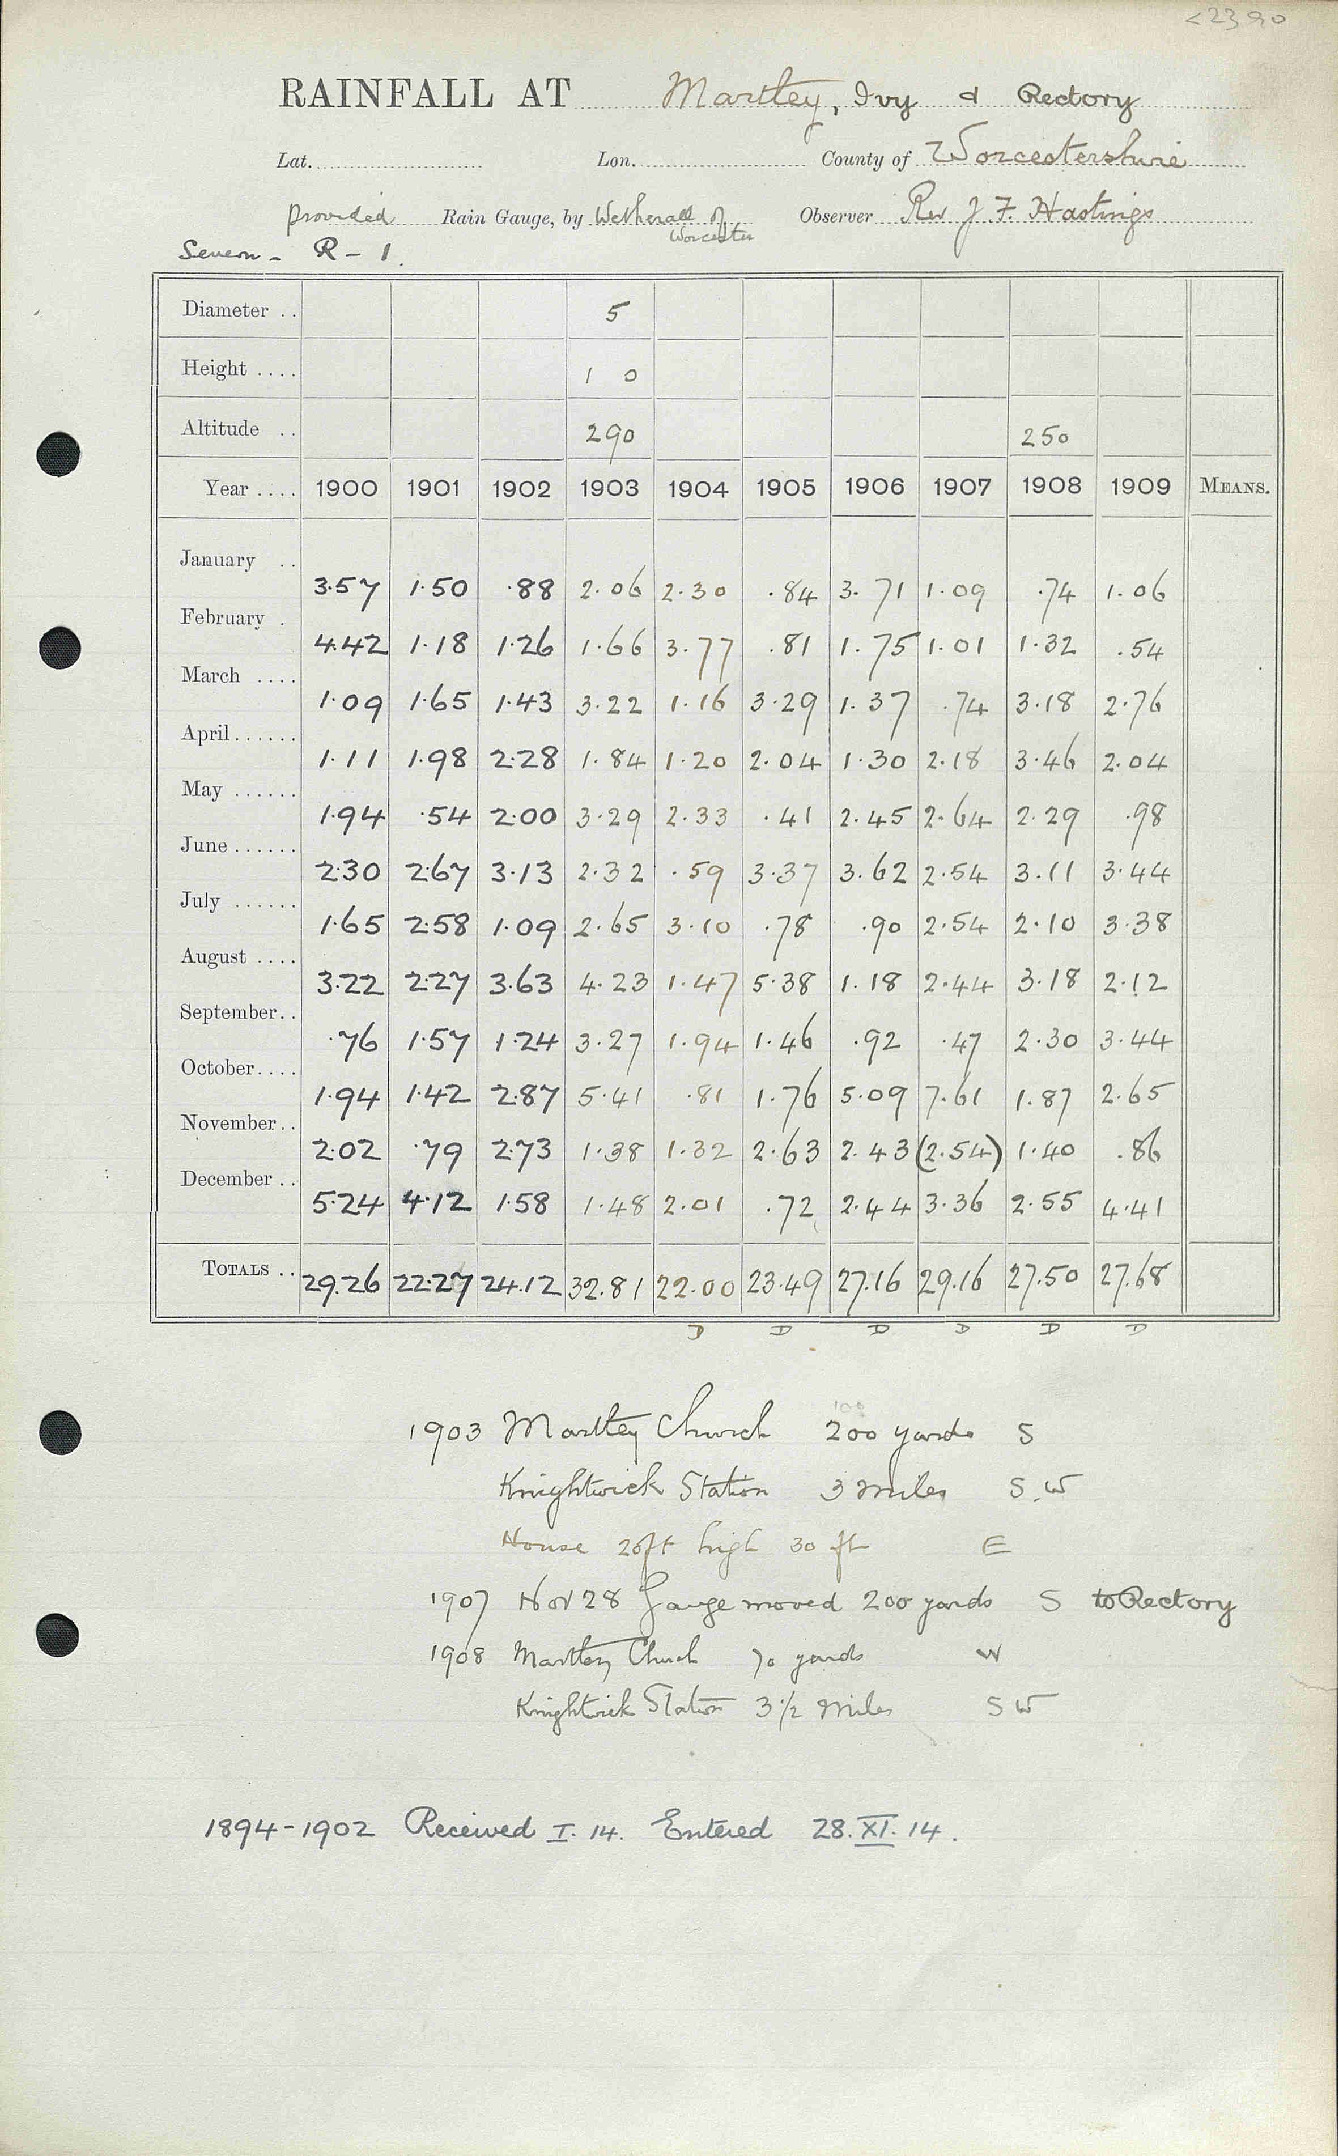 <2390
RAINFALL AT Martley, Ivy & Rectory
Lat. Lon. County of Worcestershire
provided Rain Gauge, by Wetherall of Worcester Observer Rev J. F. Hastings
Severn - R - 1.
Diameter .. 5
Height .... 1 0
Altitude .. 290 250
Year .... 1900 1901 1902 1903 1904 1905 1906 1907 1908 1909 MEANS.
January .. 3.57 1.50 .88 2.06 2.30 .84 3.71 1.09 .74 1.06
February . 4.42 1.18 1.26 1.66 3.77 .81 1.75 1.01 1.32 .54
March .... 1.09 1.65 1.43 3.22 1.16 3.29 1.37 .74 3.18 2.76
April...... 1.11 1.98 2.28 1.84 1.20 2.04 1.30 2.18 3.46 2.04
May ...... 1.94 .54 2.00 3.29 2.33 .41 2.45 2.64 2.29 .98
June...... 2.30 2.67 3.13 2.32 .59 3.37 3.62 2.54 3.11 3.44
July ...... 1.65 2.58 1.09 2.65 3.10 .78 .90 2.54 2.10 3.38
August .... 3.22 2.27 3.63 4.23 1.47 5.38 1.18 2.44 3.18 2.12
September.. .76 1.57 1.24 3.27 1.94 1.46 .92 .47 2.30 3.44
October.... 1.94 1.42 2.87 5.41 .81 1.76 5.09 7.61 1.87 2.65
November.. 2.02 .79 2.73 1.38 1.32 2.63 2.43 (2.54) 1.40 .86
December .. 5.24 4.12 1.58 1.48 2.01 .72 2.44 3.36 2.55 4.41
TOTALS .. 29.26 22.27 24.12 32.81 22.00 23.49 27.16 29.16 27.50 27.68
D D D D D D
1903 Martley Church 200 yards S
Knightwick Station 3 miles S.W
House 20ft high 30 ft E
1907 Nov 28 Gauge moved 200 yards S to Rectory
1908 Martley Church 70 yards W
Knightwick Station 3 1/2 miles S W
1894-1902 Received I. 14. Entered 28. XI. 14.